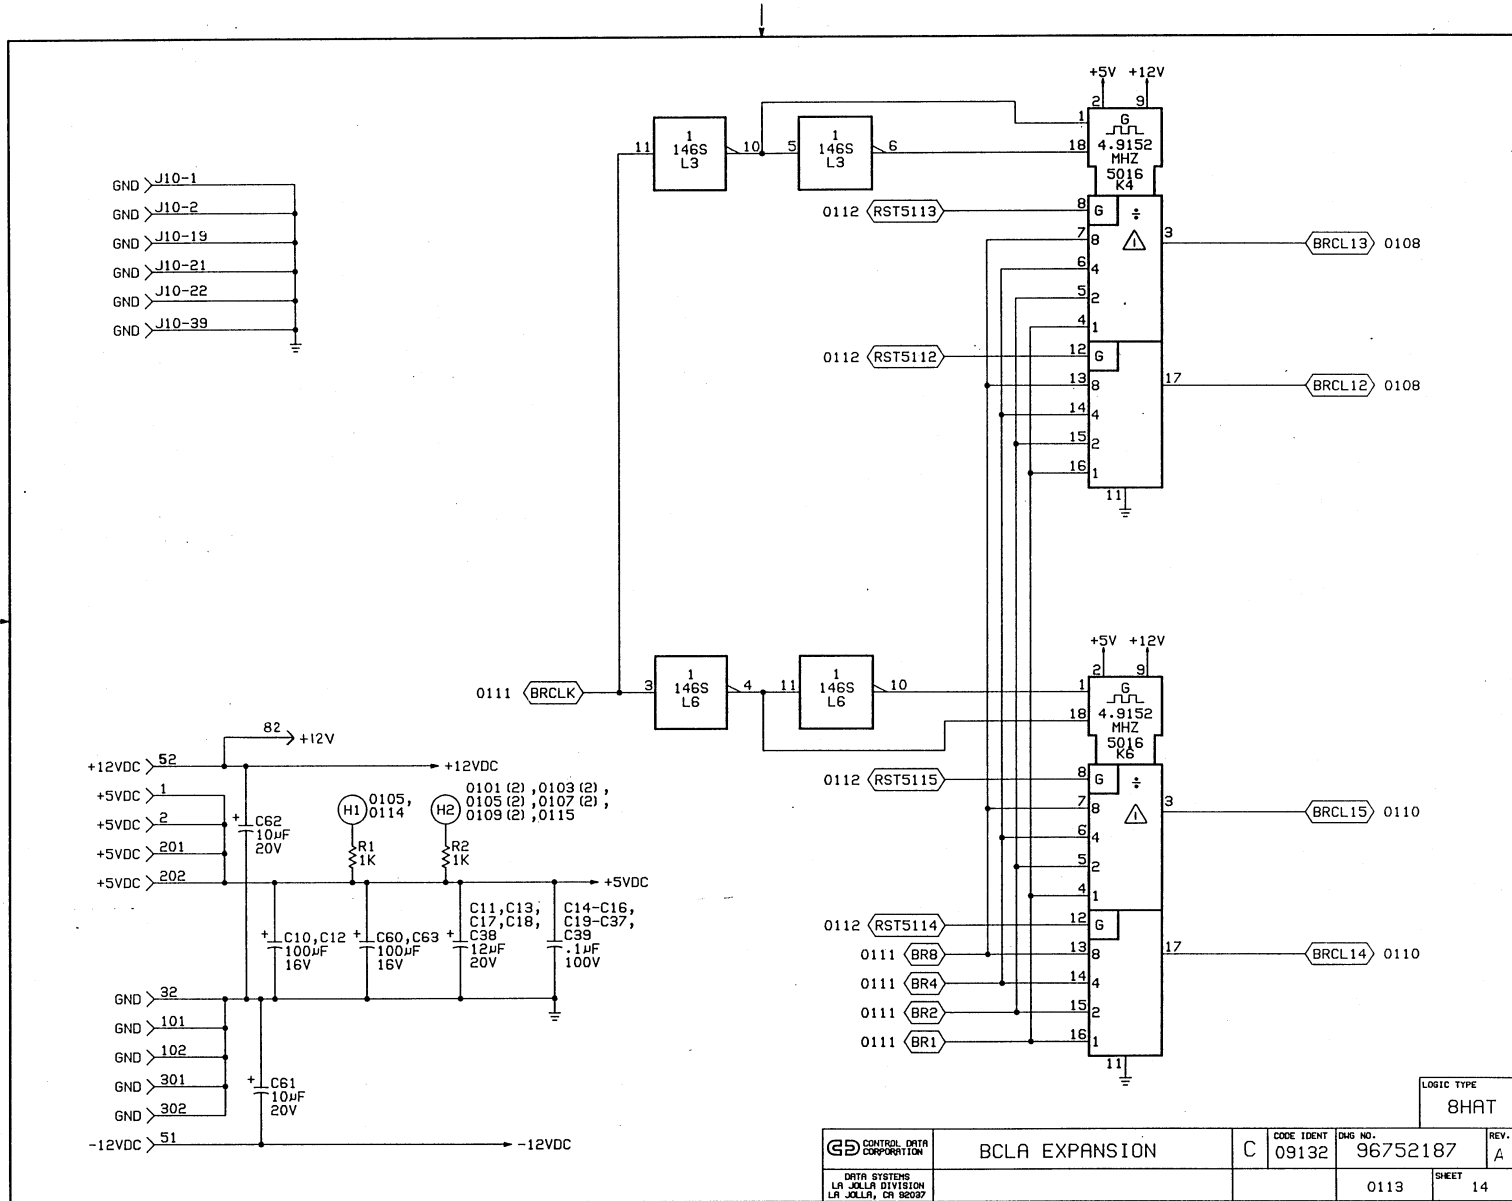 GND J10-1
GND J10-2
GND J10-19
GND J10-21
GND J10-22
GND J10-39
+5V +12V
2 9
1
18
G
4.9152
MHZ
5016
K4
11
1
146S
L3
10
5
1
146S
L3
6
0112 RST5113
8 G ÷
7 8
6 4
5 2
4 1
3
BRCL13 0108
0112 RST5112
12 G
13 8
14 4
15 2
16 1
17
BRCL12 0108
11
0111 BRCLK
3
1
146S
L6
4
11
1
146S
L6
10
+5V +12V
2 9
1
18
G
4.9152
MHZ
5016
K6
0112 RST5115
8 G ÷
7 8
6 4
5 2
4 1
3
BRCL15 0110
0112 RST5114
12 G
0111 BR8
13 8
0111 BR4
14 4
0111 BR2
15 2
0111 BR1
16 1
17
BRCL14 0110
11
82 +12V
+12VDC 52
+12VDC
+5VDC 1
+5VDC 2
+5VDC 201
+5VDC 202
+ C62
10µF
20V
H1 0105,
0114
R1
1K
H2 0101(2),0103(2),
0105(2),0107(2),
0109(2),0115
R2
1K
+5VDC
+ C10,C12
100µF
16V
+ C60,C63
100µF
16V
C11,C13,
C17,C18,
+ C38
12µF
20V
C14-C16,
C19-C37,
C39
.1µF
100V
GND 32
GND 101
GND 102
GND 301
GND 302
+ C61
10µF
20V
-12VDC 51
-12VDC
LOGIC TYPE
8HAT
CONTROL DATA
CORPORATION
BCLA EXPANSION
C
CODE IDENT
09132
DWG NO.
96752187
REV.
A
DATA SYSTEMS
LA JOLLA DIVISION
LA JOLLA, CA 92037
0113
SHEET
14